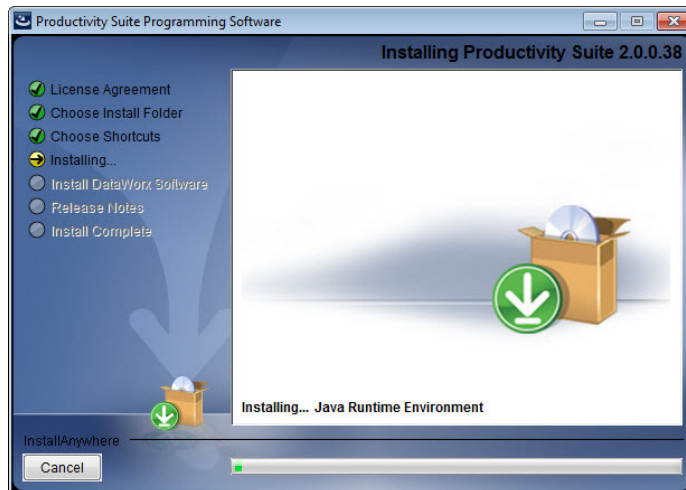 Productivity Suite Programming Software
Installing Productivity Suite 2.0.0.38
License Agreement
Choose Install Folder
Choose Shortcuts
Installing...
Install DataWorx Software
Release Notes
Install Complete
Installing... Java Runtime Environment
InstallAnywhere
Cancel